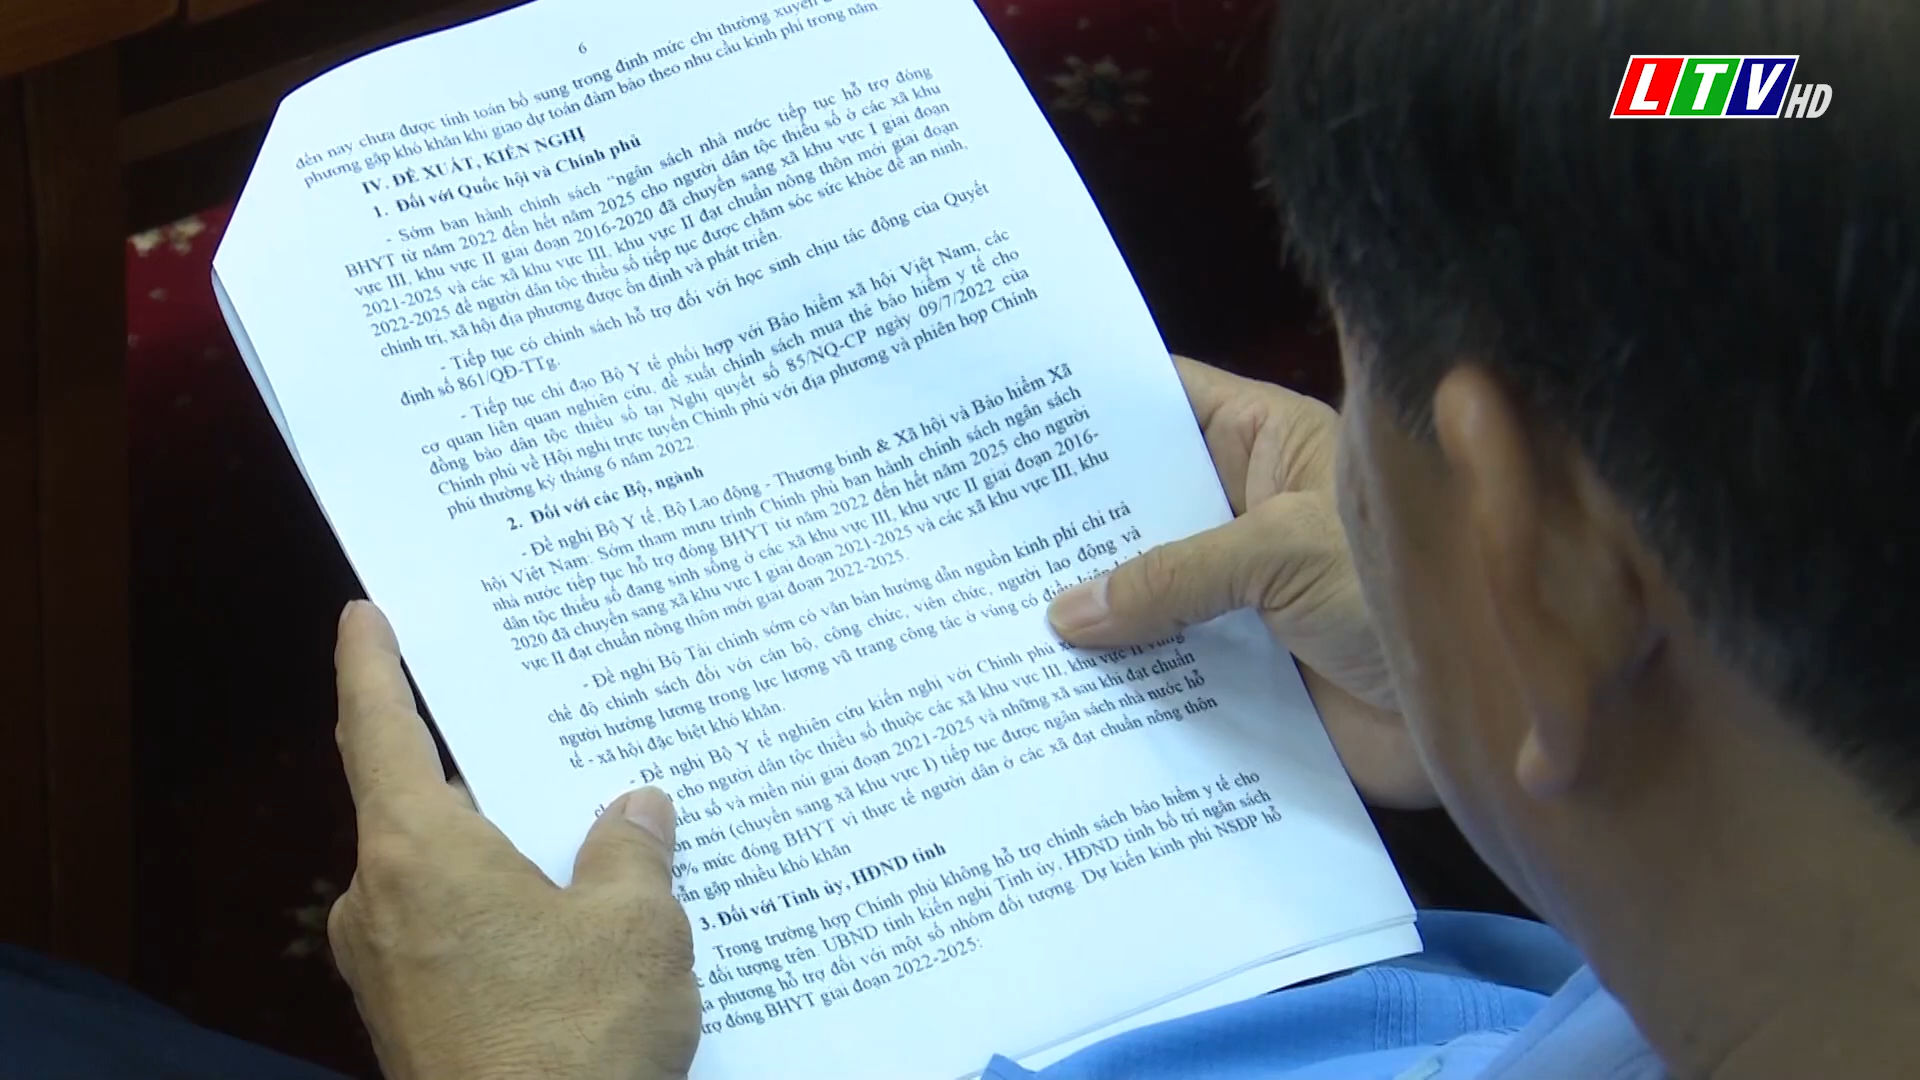 LTV HD
6
đến nay chưa được tính toán bổ sung trong định mức chi thường xuyên
phương gặp khó khăn khi giao dự toán đảm bảo theo nhu cầu kinh phí trong năm.
IV. ĐỀ XUẤT, KIẾN NGHỊ
1. Đối với Quốc hội và Chính phủ
- Sớm ban hành chính sách “ngân sách nhà nước tiếp tục hỗ trợ đóng
BHYT từ năm 2022 đến hết năm 2025 cho người dân tộc thiểu số ở các xã khu
vực III, khu vực II giai đoạn 2016-2020 đã chuyển sang xã khu vực I giai đoạn
2021-2025 và các xã khu vực III, khu vực II đạt chuẩn nông thôn mới giai đoạn
2022-2025 để người dân tộc thiểu số tiếp tục được chăm sóc sức khỏe để an ninh,
chính trị, xã hội địa phương được ổn định và phát triển.
- Tiếp tục có chính sách hỗ trợ đối với học sinh chịu tác động của Quyết
định số 861/QĐ-TTg.
- Tiếp tục chỉ đạo Bộ Y tế phối hợp với Bảo hiểm xã hội Việt Nam, các
cơ quan liên quan nghiên cứu, đề xuất chính sách mua thẻ bảo hiểm y tế cho
đồng bào dân tộc thiểu số tại Nghị quyết số 85/NQ-CP ngày 09/7/2022 của
Chính phủ về Hội nghị trực tuyến Chính phủ với địa phương và phiên họp Chính
phủ thường kỳ tháng 6 năm 2022.
2. Đối với các Bộ, ngành
- Đề nghị Bộ Y tế, Bộ Lao động - Thương binh & Xã hội và Bảo hiểm Xã
hội Việt Nam: Sớm tham mưu trình Chính phủ ban hành chính sách ngân sách
nhà nước tiếp tục hỗ trợ đóng BHYT từ năm 2022 đến hết năm 2025 cho người
dân tộc thiểu số đang sinh sống ở các xã khu vực III, khu vực II giai đoạn 2016-
2020 đã chuyển sang xã khu vực I giai đoạn 2021-2025 và các xã khu vực III, khu
vực II đạt chuẩn nông thôn mới giai đoạn 2022-2025.
- Đề nghị Bộ Tài chính sớm có văn bản hướng dẫn nguồn kinh phí chi trả
chế độ chính sách đối với cán bộ, công chức, viên chức, người lao động và
người hưởng lương trong lực lượng vũ trang công tác ở vùng có điều kiện
tế - xã hội đặc biệt khó khăn.
- Đề nghị Bộ Y tế nghiên cứu kiến nghị với Chính phủ
cho người dân tộc thiểu số thuộc các xã khu vực III, khu vực II vùng
số và miền núi giai đoạn 2021-2025 và những xã sau khi đạt chuẩn
mới (chuyển sang xã khu vực I) tiếp tục được ngân sách nhà nước hỗ
0% mức đóng BHYT vì thực tế người dân ở các xã đạt chuẩn nông thôn
vẫn gặp nhiều khó khăn
3. Đối với Tỉnh ủy, HĐND tỉnh
Trong trường hợp Chính phủ không hỗ trợ chính sách bảo hiểm y tế cho
đối tượng trên. UBND tỉnh kiến nghị Tỉnh ủy, HĐND tỉnh bố trí ngân sách
phương hỗ trợ đối với một số nhóm đối tượng. Dự kiến kinh phí NSĐP hỗ
trợ đóng BHYT giai đoạn 2022-2025: